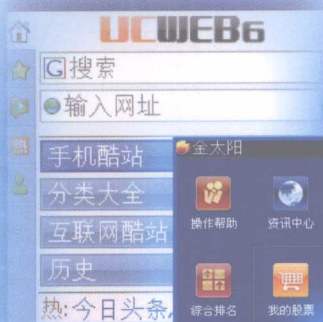 UCWEB6
G搜索
输入网址
手机酷站
分类大全
互联网酷站
历史
热:今日头条,
热
金太阳
操作帮助
资讯中心
综合排名
我的股票